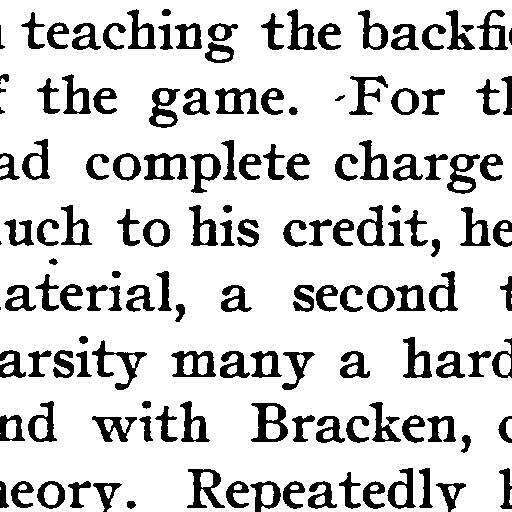 teaching the backfi
the game. For th
ad complete charge
uch to his credit, he
aterial, a second t
arsity many a hard
nd with Bracken, c
heory. Repeatedly h